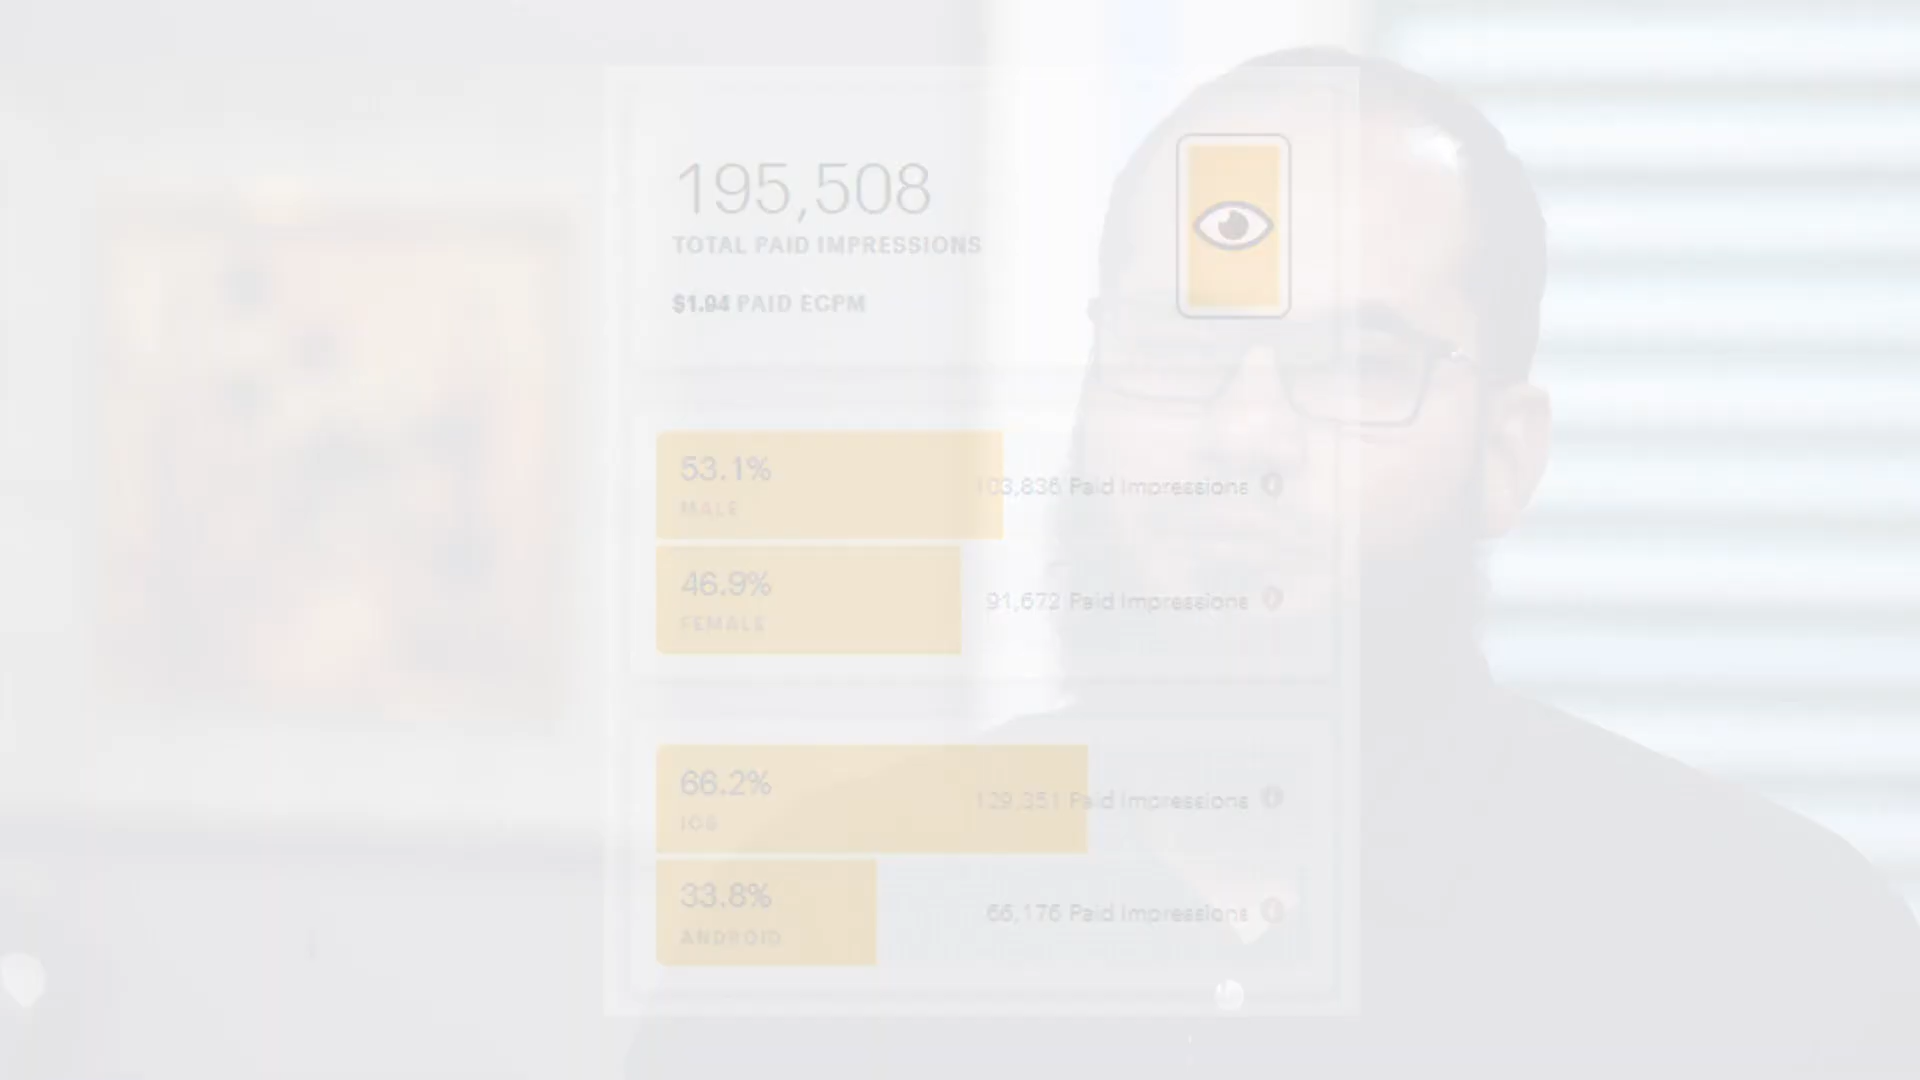 195,508
TOTAL PAID IMPRESSIONS
$1.94 PAID ECPM
53.1%
MALE
103,836 Paid Impressions
46.9%
FEMALE
91,672 Paid Impressions
66.2%
IOS
129,351 Paid Impressions
33.8%
ANDROID
66,176 Paid Impressions